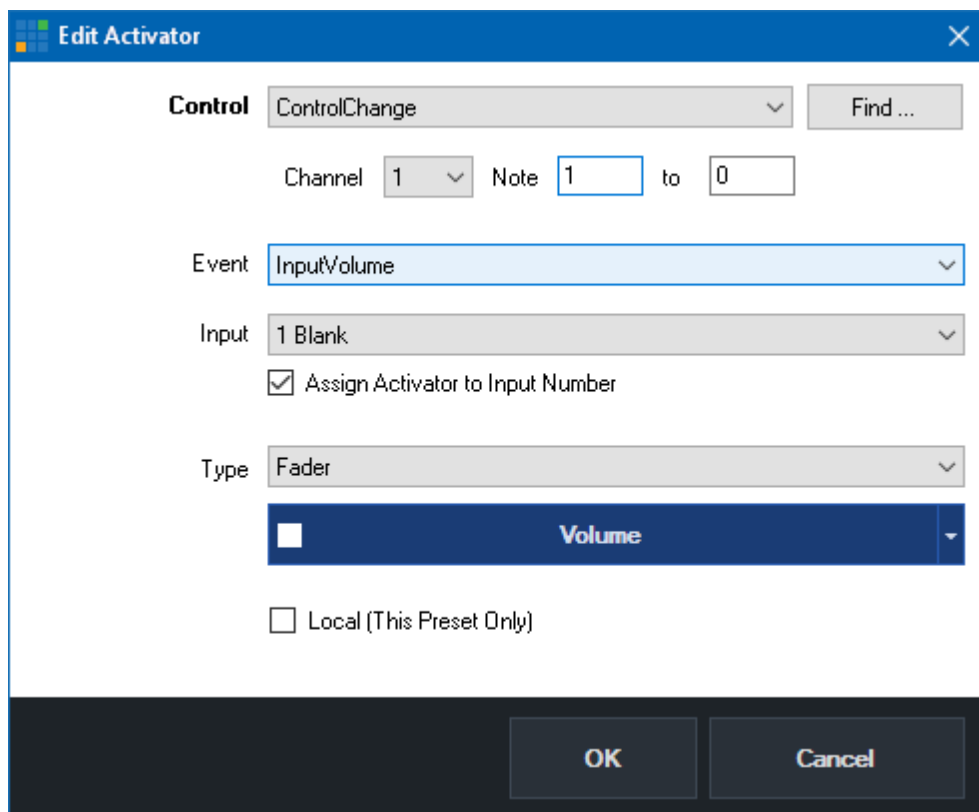 Edit Activator
Control ControlChange Find ...
Channel 1 Note 1 to 0
Event InputVolume
Input 1 Blank
Assign Activator to Input Number
Type Fader
Volume
Local (This Preset Only)
OK Cancel